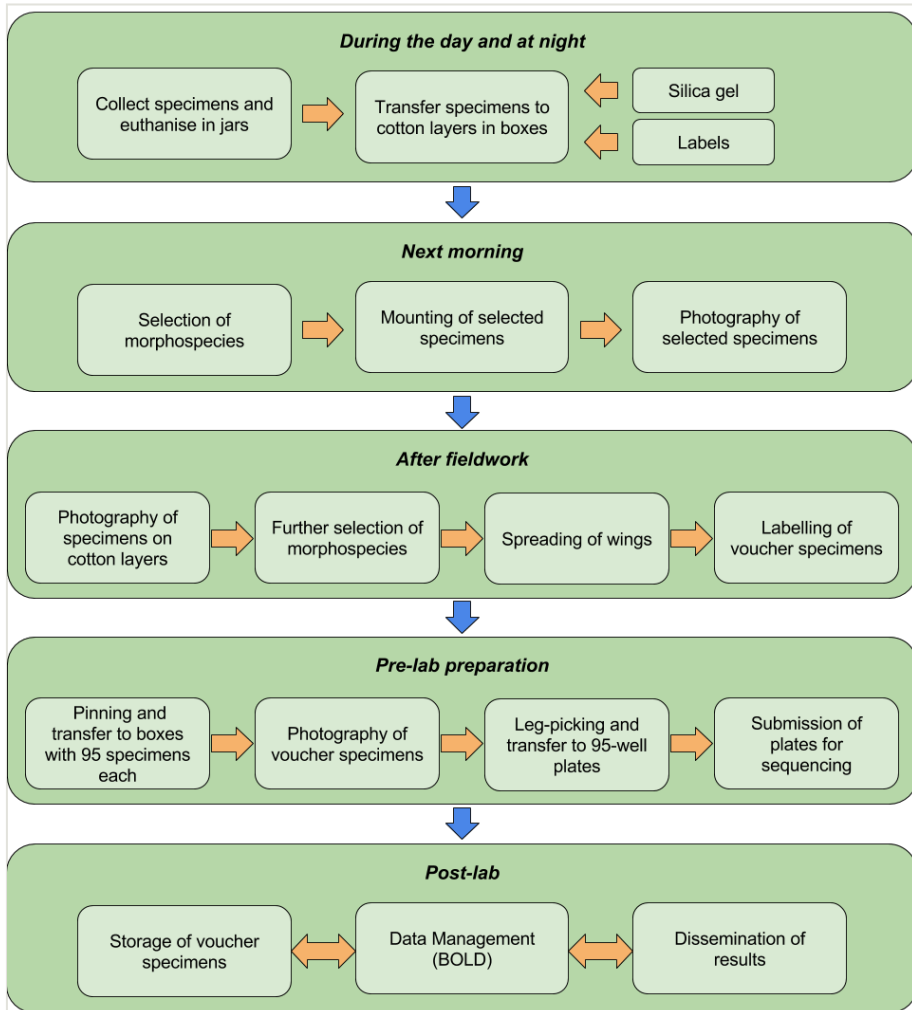 During the day and at night
Collect specimens and
euthanise in jars
Transfer specimens to
cotton layers in boxes
Silica gel
Labels
Next morning
Selection of
morphospecies
Mounting of selected
specimens
Photography of
selected specimens
After fieldwork
Photography of
specimens on
cotton layers
Further selection of
morphospecies
Spreading of wings
Labelling of
voucher specimens
Pre-lab preparation
Pinning and
transfer to boxes
with 95 specimens
each
Photography of
voucher specimens
Leg-picking and
transfer to 95-well
plates
Submission of
plates for
sequencing
Post-lab
Storage of voucher
specimens
Data Management
(BOLD)
Dissemination of
results